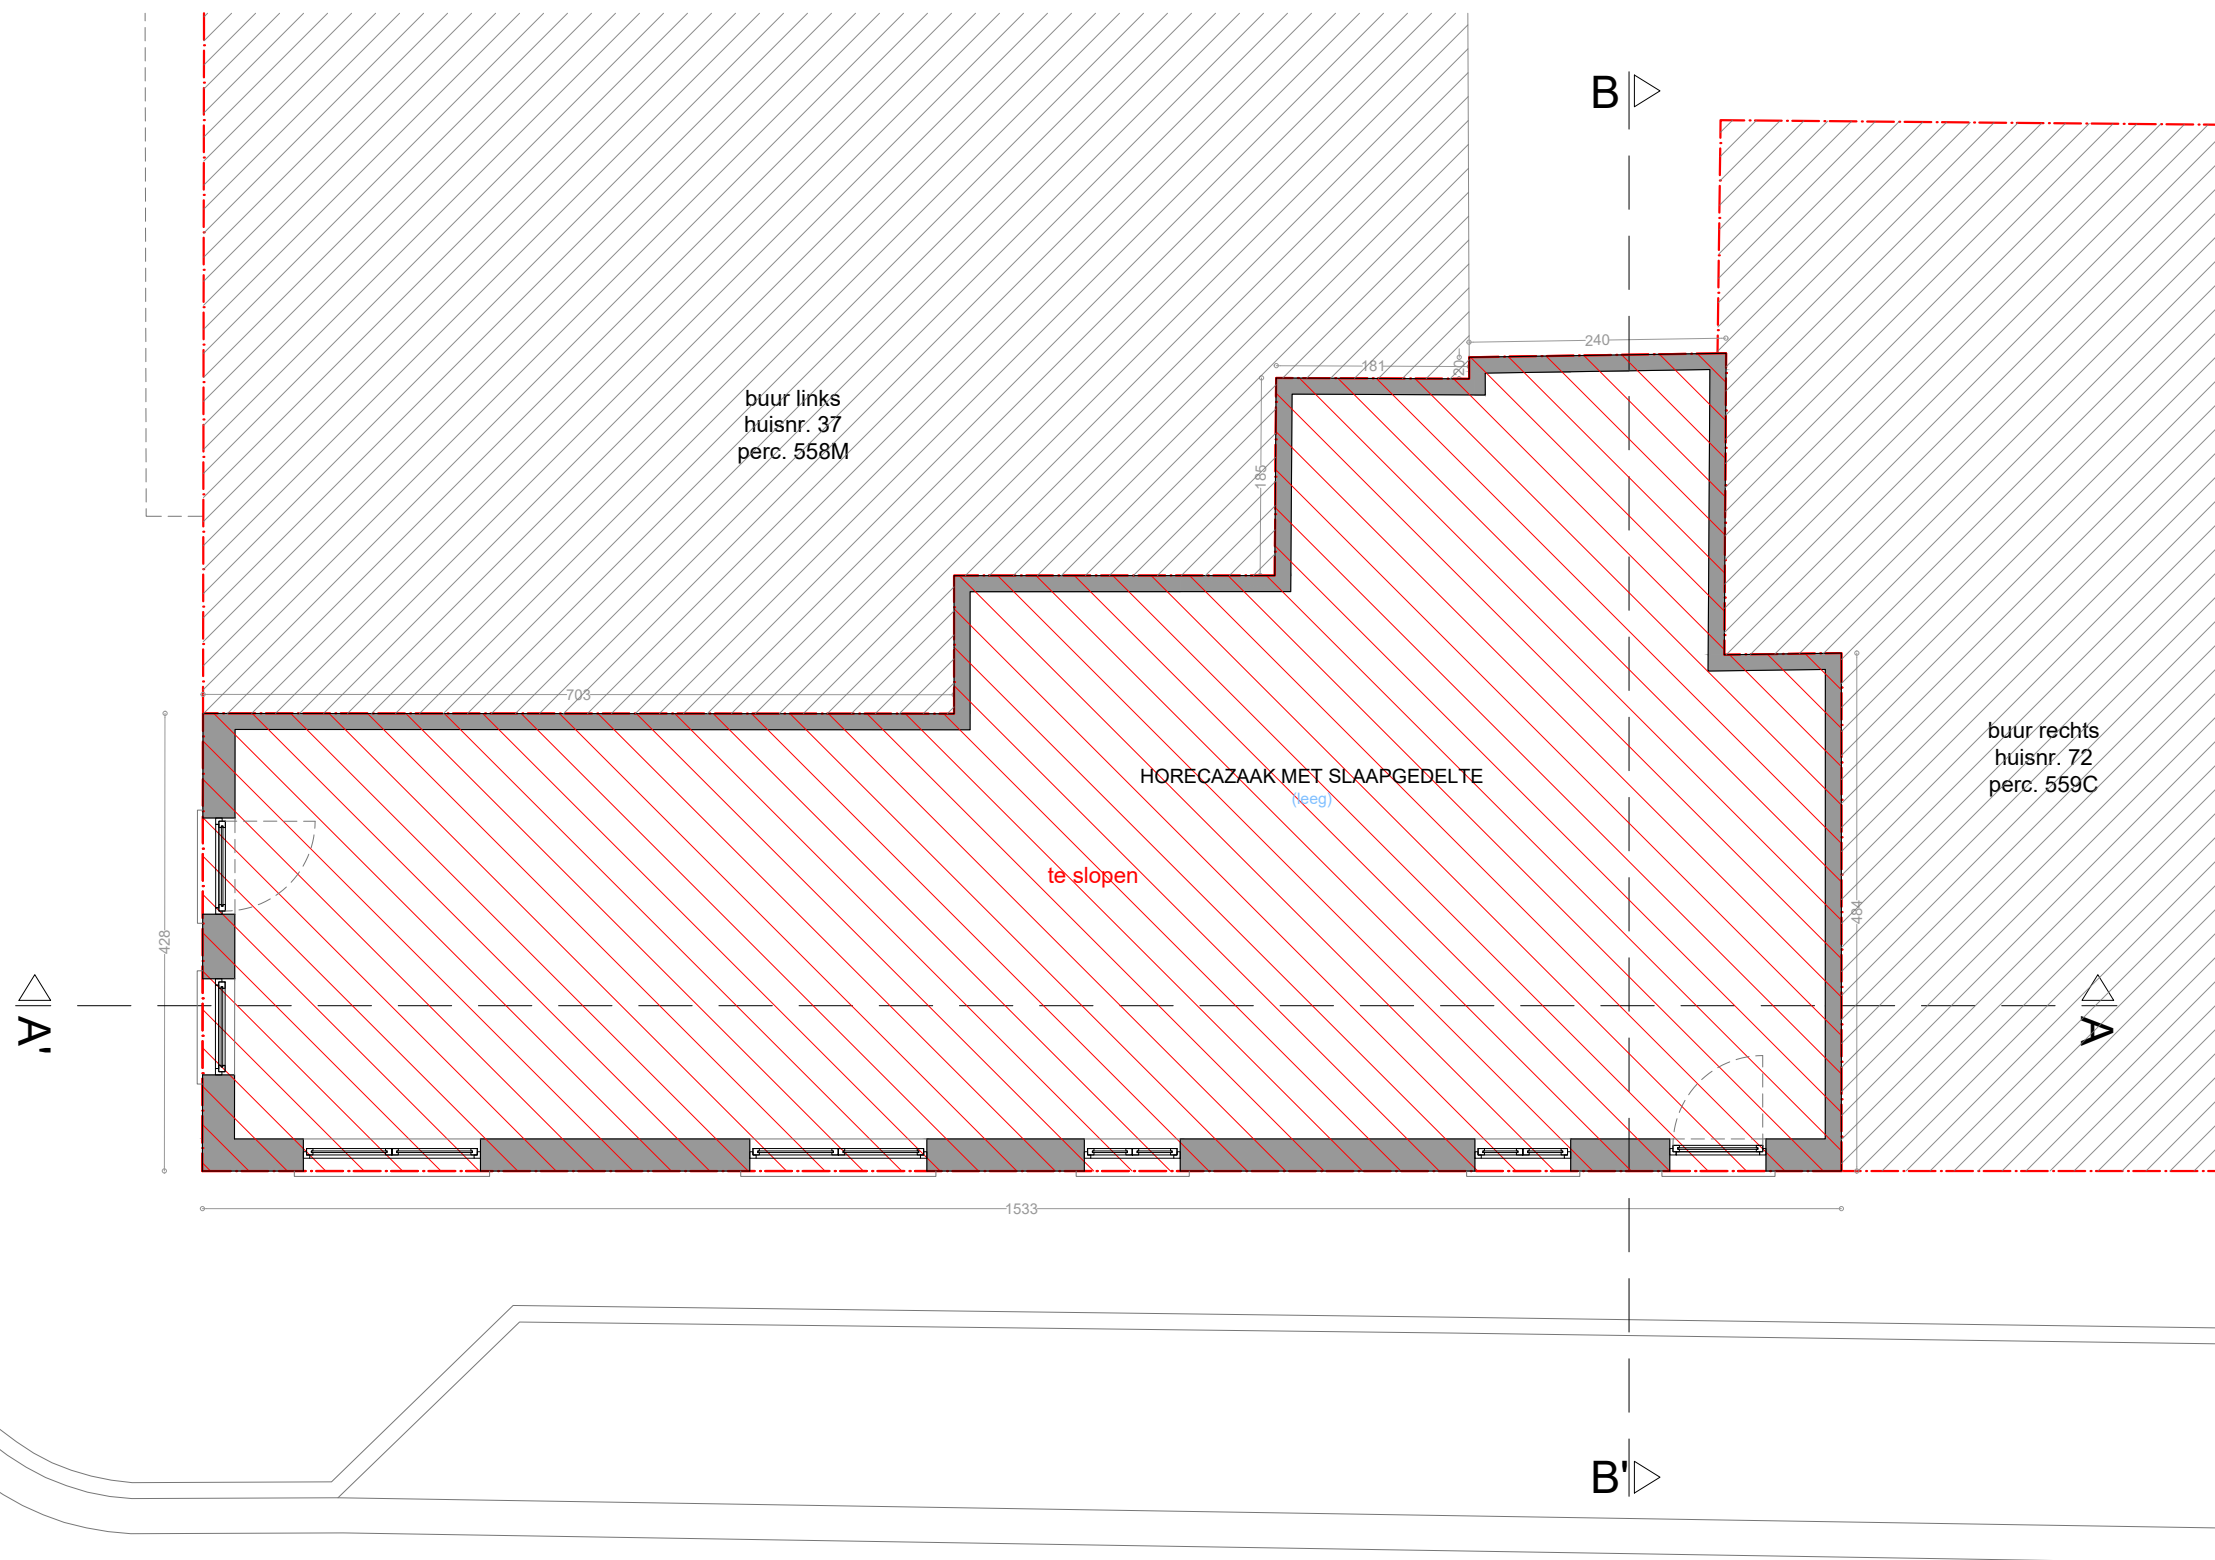 B
240
181
20
buur links
huisnr. 37
perc. 558M
185
703
buur rechts
huisnr. 72
perc. 559C
HORECAZAAK MET SLAAPGEDELTE
(leeg)
te slopen
484
428
A'
A
1533
B'